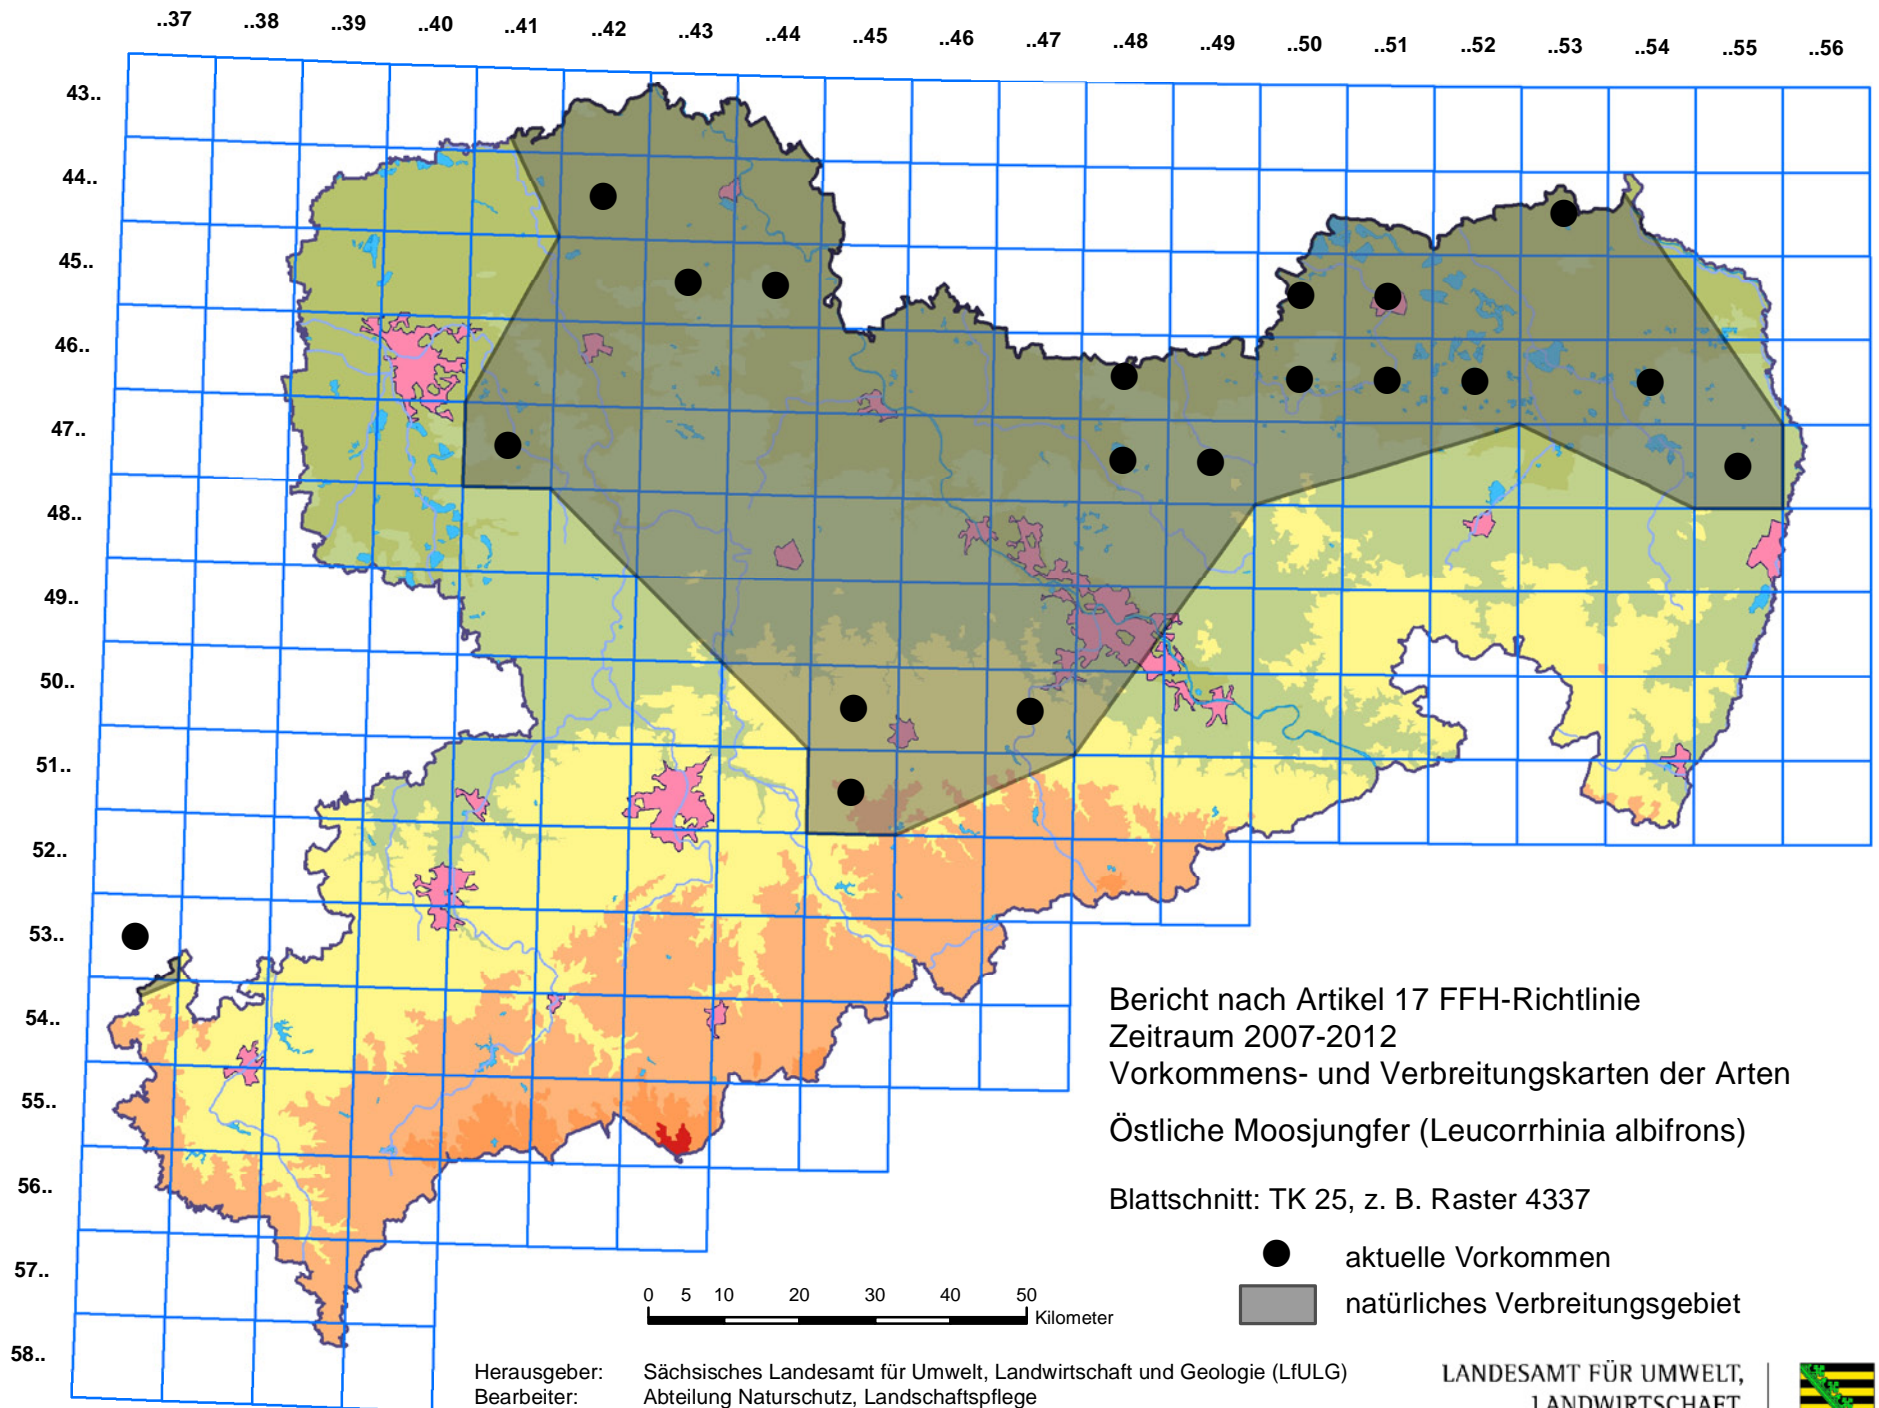 ..37 ..38 ..39 ..40 ..41 ..42 ..43 ..44 ..45 ..46 ..47 ..48 ..49 ..50 ..51 ..52 ..53 ..54 ..55 ..56
43..
44..
45..
46..
47..
48..
49..
50..
51..
52..
53..
54..
55..
56..
57..
58..
Bericht nach Artikel 17 FFH-Richtlinie
Zeitraum 2007-2012
Vorkommens- und Verbreitungskarten der Arten
Östliche Moosjungfer (Leucorrhinia albifrons)
Blattschnitt: TK 25, z. B. Raster 4337
aktuelle Vorkommen
natürliches Verbreitungsgebiet
0 5 10 20 30 40 50
Kilometer
Herausgeber: Sächsisches Landesamt für Umwelt, Landwirtschaft und Geologie (LfULG)
Bearbeiter: Abteilung Naturschutz, Landschaftspflege
LANDESAMT FÜR UMWELT,
LANDWIRTSCHAFT